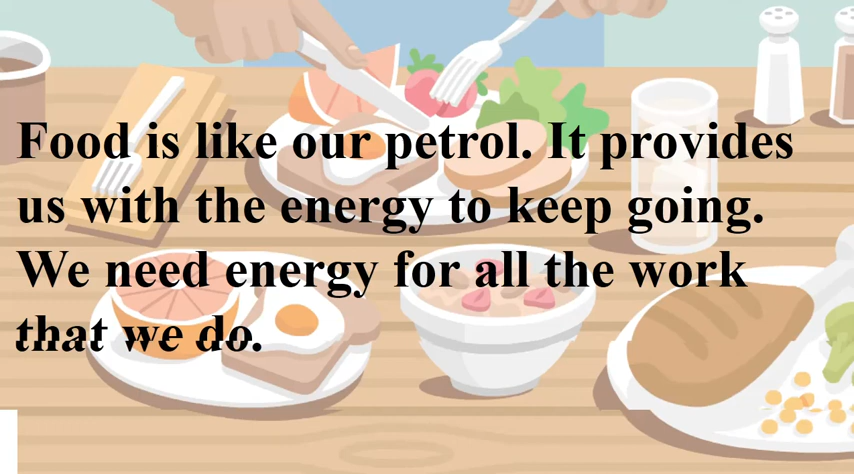 Food is like our petrol. It provides
us with the energy to keep going.
We need energy for all the work
that we do.